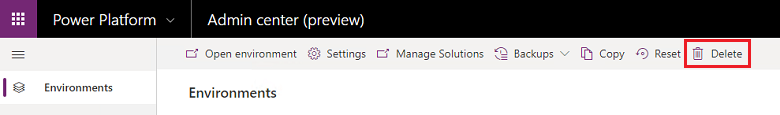 Power Platform Admin center (preview)
Open environment Settings Manage Solutions Backups Copy Reset Delete
Environments
Environments